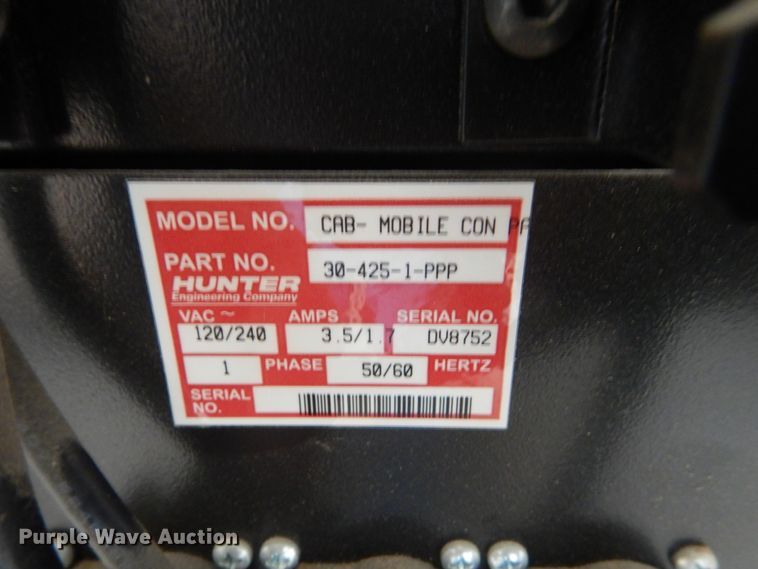 MODEL NO. CAB- MOBILE CON PA
PART NO. 30-425-1-PPP
HUNTER
Engineering Company
VAC ~ AMPS SERIAL NO.
120/240 3.5/1.7 DV8752
1 PHASE 50/60 HERTZ
SERIAL
NO.
Purple Wave Auction